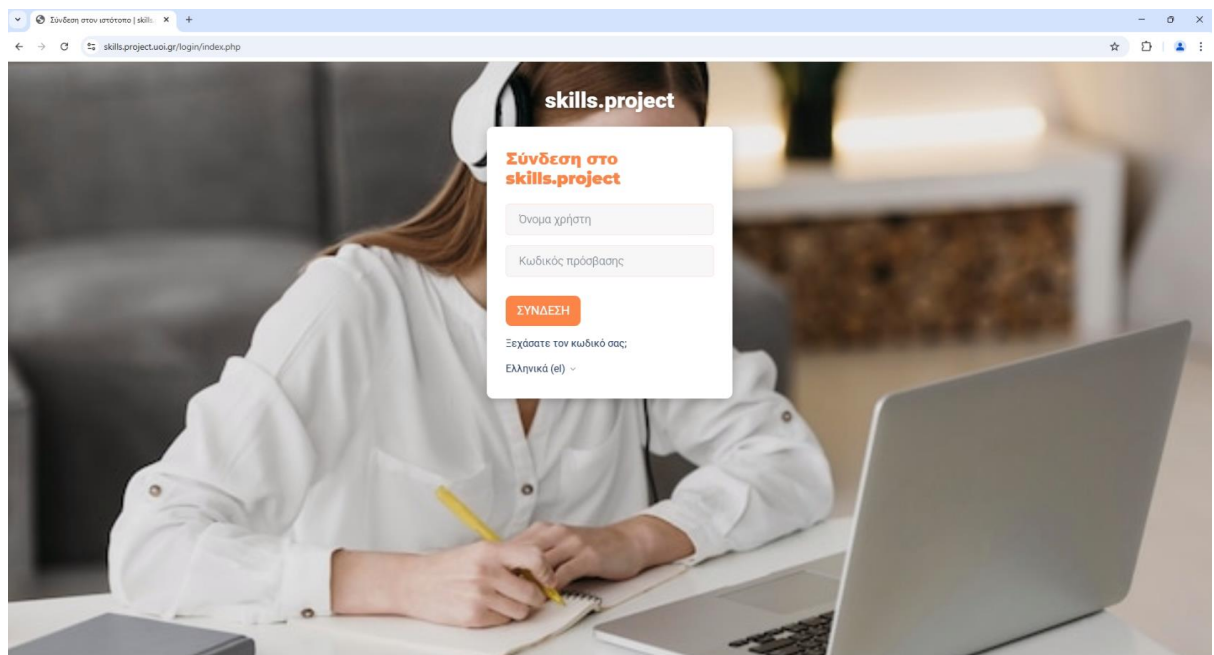 Σύνδεση στον ιστότοπο | skills.
skills.project.uoi.gr/login/index.php
skills.project
Σύνδεση στο
skills.project
Όνομα χρήστη
Κωδικός πρόσβασης
ΣΥΝΔΕΣΗ
Ξεχάσατε τον κωδικό σας;
Ελληνικά (el)